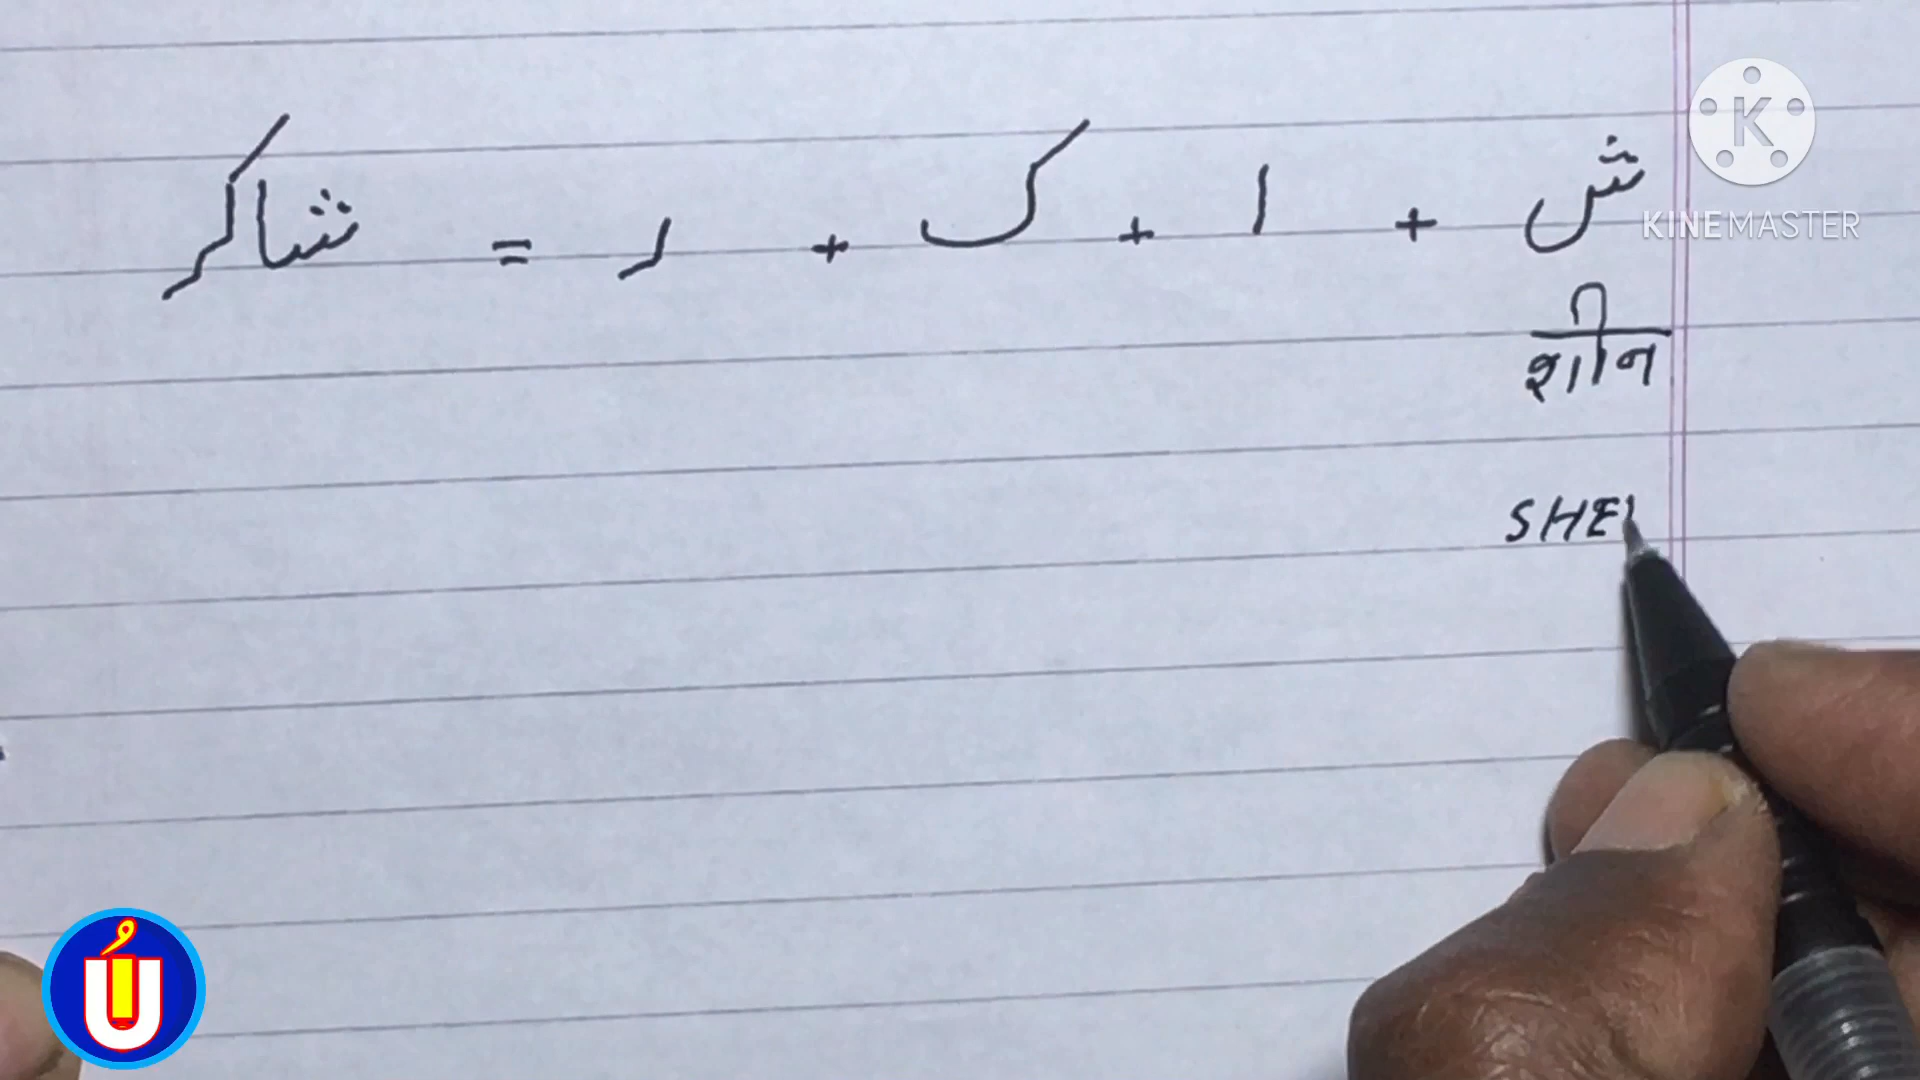 ش + ا + ک + ر = شاکر
शीन
SHE
KINEMASTER